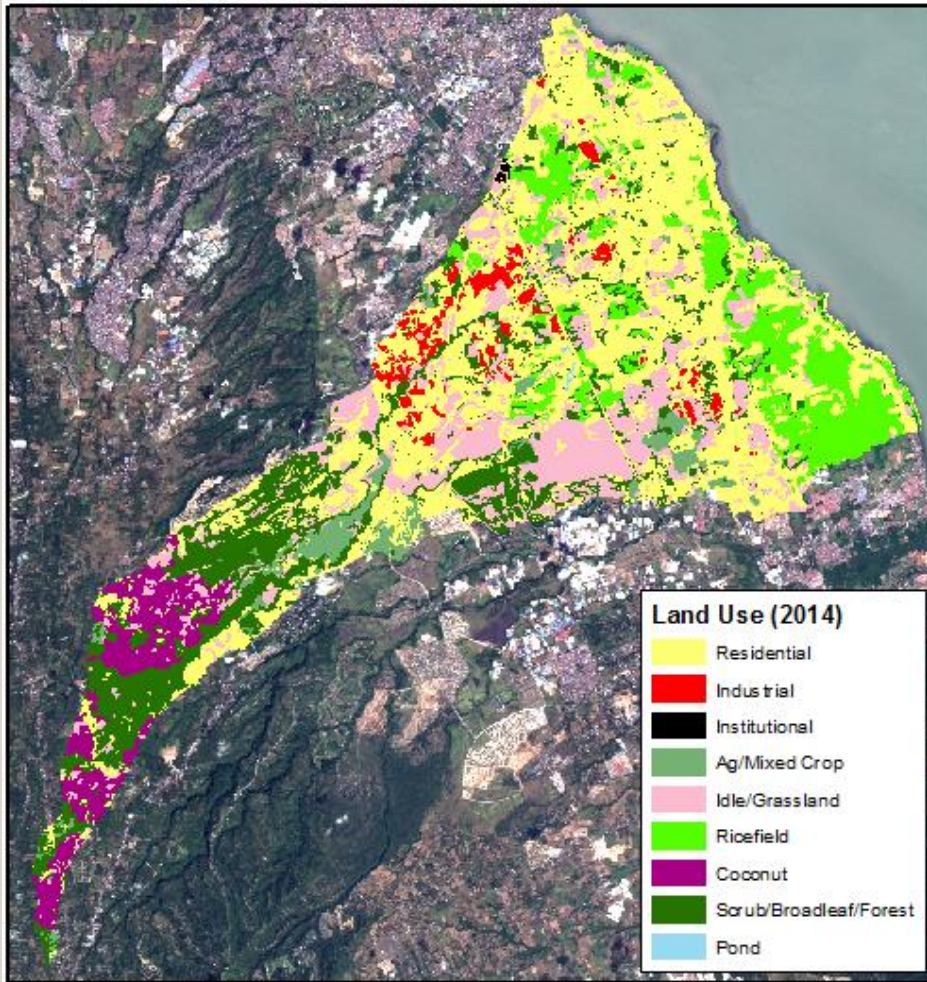 Land Use (2014)
Residential
Industrial
Institutional
Ag/Mixed Crop
Idle/Grassland
Ricefield
Coconut
Scrub/Broadleaf/Forest
Pond